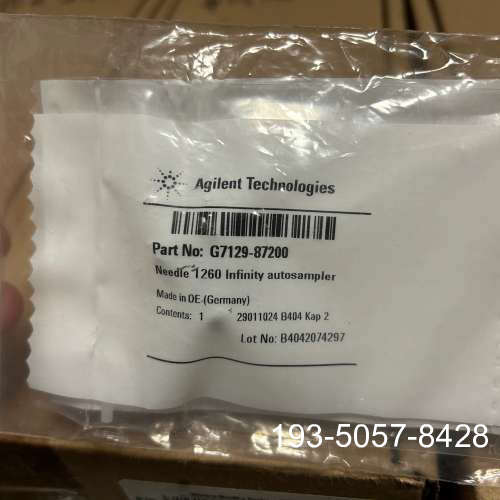 Agilent Technologies
Part No: G7129-87200
Needle 1260 Infinity autosampler
Made in DE (Germany)
Contents: 1 29011024 B404 Kap 2
Lot No: B4042074297
193-5057-8428